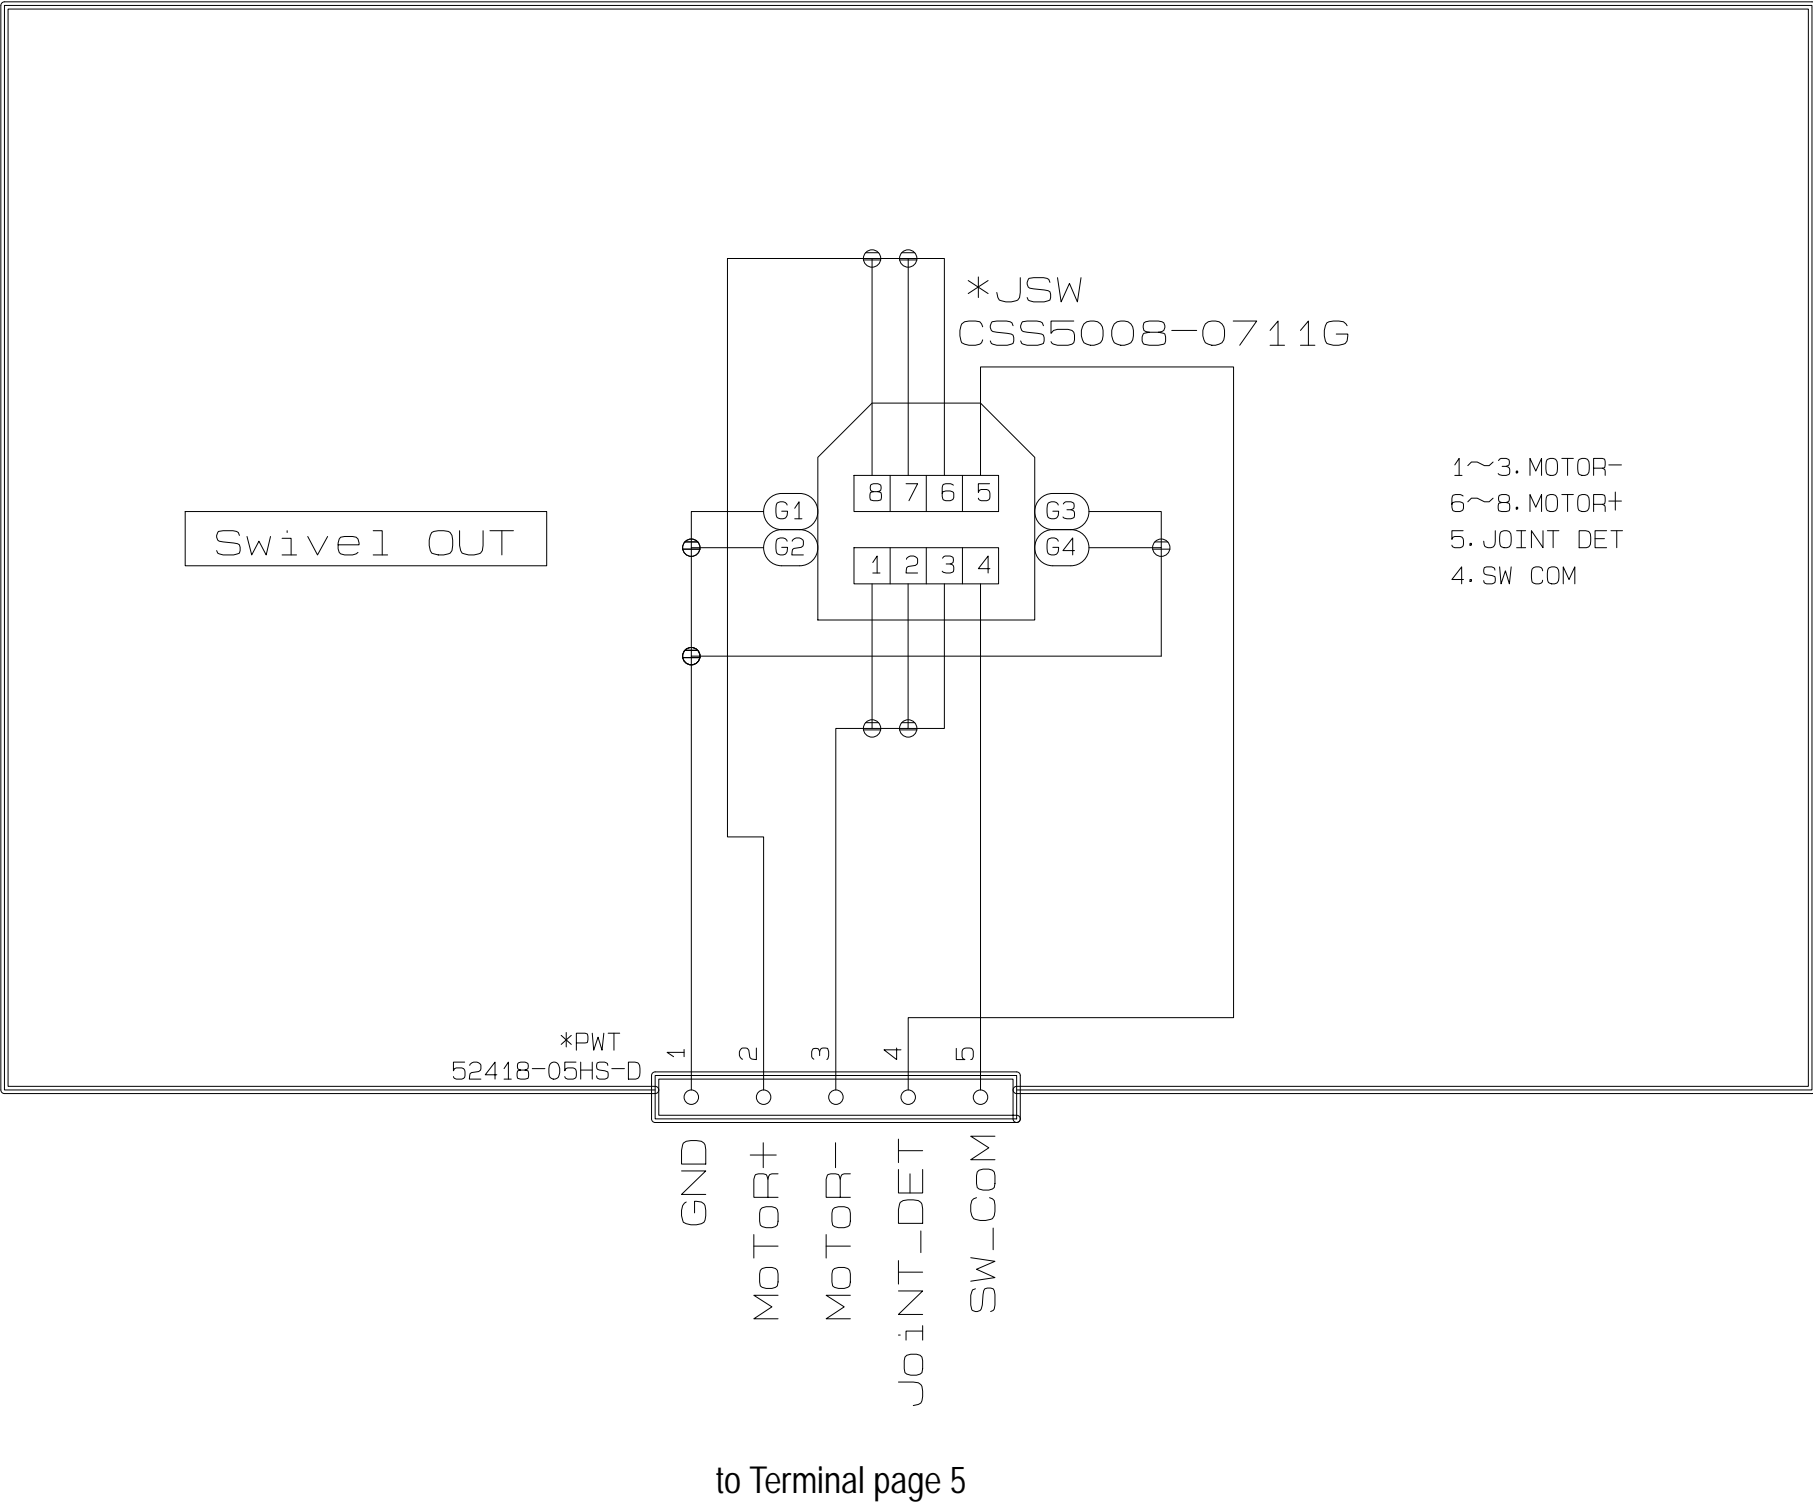 *JSW
CSS5008-0711G
8 7 6 5
G1
G3
G2
G4
1 2 3 4
Swivel OUT
1~3.MOTOR-
6~8.MOTOR+
5.JOINT DET
4.SW COM
*PWT
52418-05HS-D
1 2 3 4 5
GND
MoToR+
MoToR-
JoiNT_DET
SW_CoM
to Terminal page 5